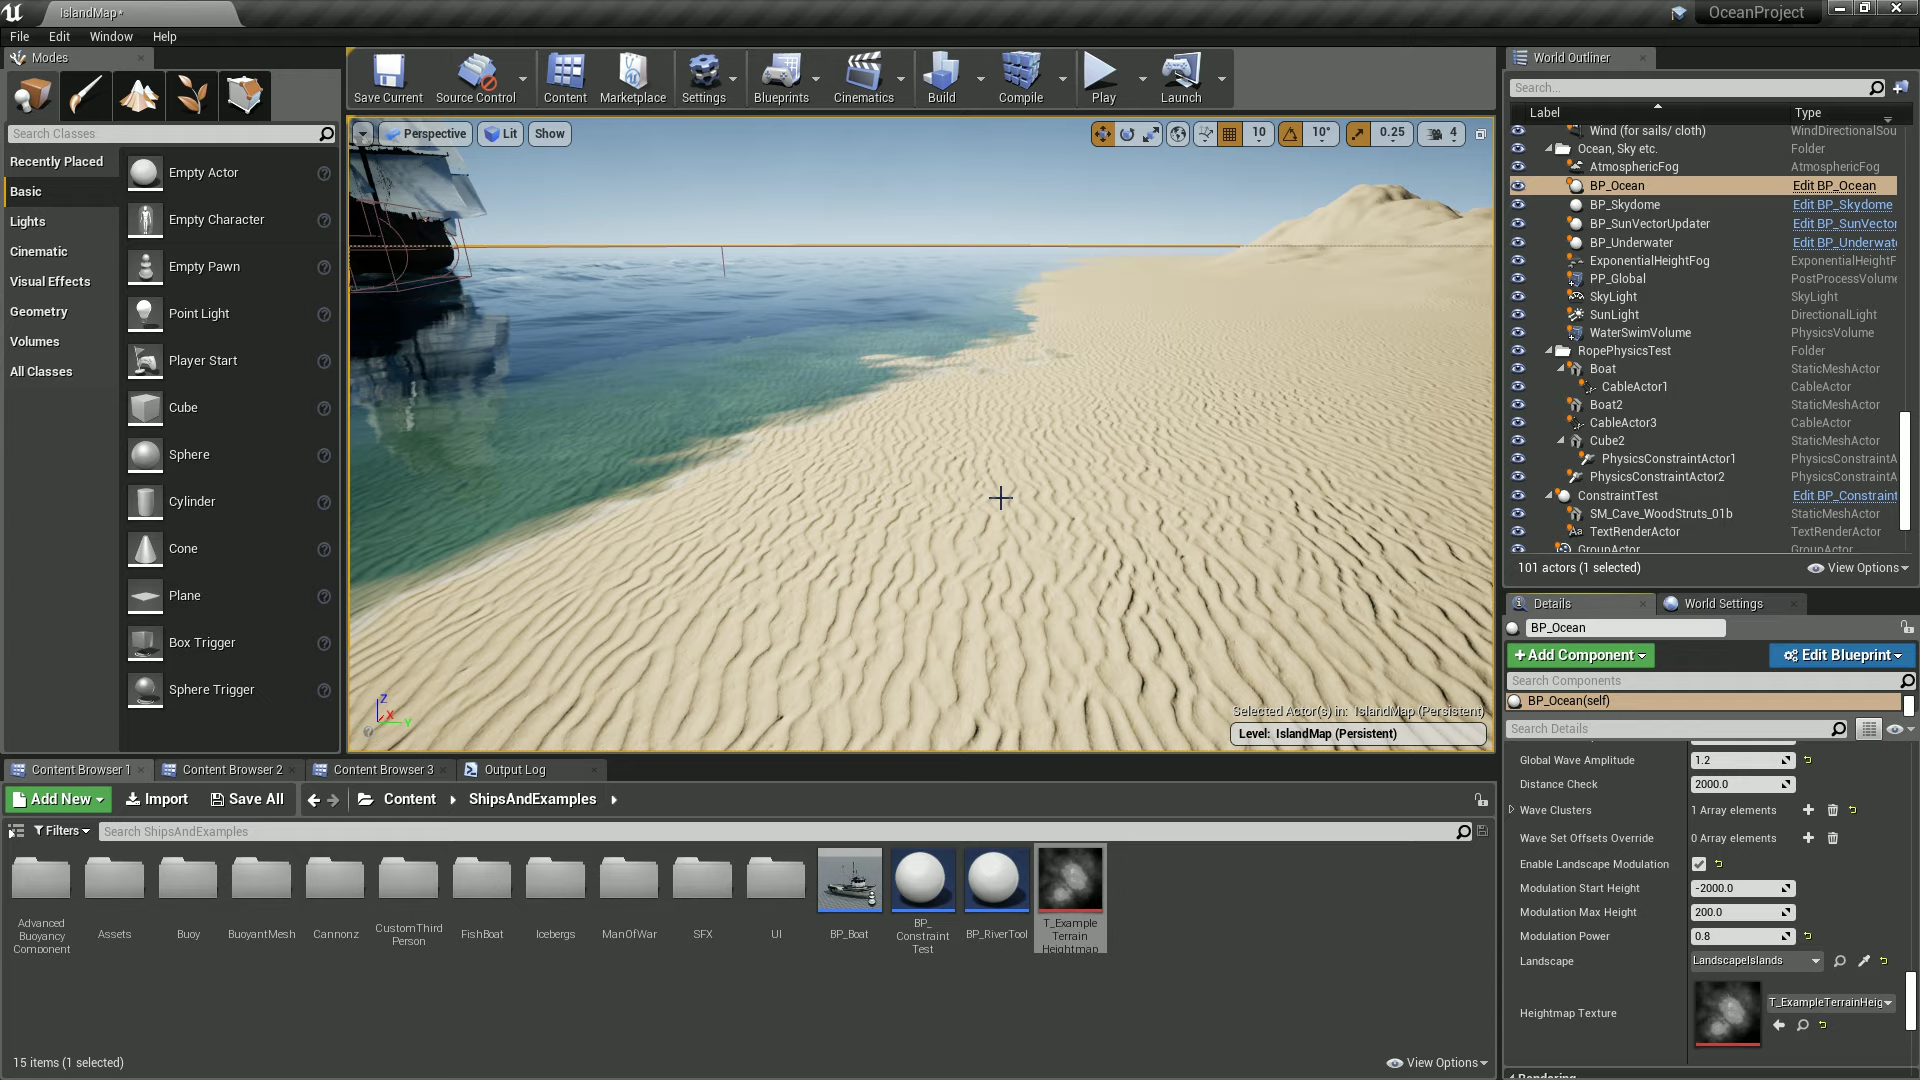 IslandMap*
OceanProject
File
Edit
Window
Help
Modes
Search Classes
Recently Placed
Basic
Lights
Cinematic
Visual Effects
Geometry
Volumes
All Classes
Empty Actor
Empty Character
Empty Pawn
Point Light
Player Start
Cube
Sphere
Cylinder
Cone
Plane
Box Trigger
Sphere Trigger
Save Current
Source Control
Content
Marketplace
Settings
Blueprints
Cinematics
Build
Compile
Play
Launch
Perspective
Lit
Show
10
10°
0.25
4
Z
X
Y
Selected Actor(s) in: IslandMap (Persistent)
Level: IslandMap (Persistent)
World Outliner
Search...
Label
Type
Wind (for sails/ cloth)
WindDirectionalSou
Ocean, Sky etc.
Folder
AtmosphericFog
AtmosphericFog
BP_Ocean
Edit BP_Ocean
BP_Skydome
Edit BP_Skydome
BP_SunVectorUpdater
Edit BP_SunVector
BP_Underwater
Edit BP_Underwat
ExponentialHeightFog
ExponentialHeightF
PP_Global
PostProcessVolume
SkyLight
SkyLight
SunLight
DirectionalLight
WaterSwimVolume
PhysicsVolume
RopePhysicsTest
Folder
Boat
StaticMeshActor
CableActor1
CableActor
Boat2
StaticMeshActor
CableActor3
CableActor
Cube2
StaticMeshActor
PhysicsConstraintActor1
PhysicsConstraintA
PhysicsConstraintActor2
PhysicsConstraintA
ConstraintTest
Edit BP_Constraint
SM_Cave_WoodStruts_01b
StaticMeshActor
TextRenderActor
TextRenderActor
GroupActor
GroupActor
101 actors (1 selected)
View Options
Details
World Settings
BP_Ocean
+Add Component
Edit Blueprint
Search Components
BP_Ocean(self)
Search Details
Global Wave Amplitude
1.2
Distance Check
2000.0
Wave Clusters
1 Array elements
Wave Set Offsets Override
0 Array elements
Enable Landscape Modulation
Modulation Start Height
-2000.0
Modulation Max Height
200.0
Modulation Power
0.8
Landscape
LandscapeIslands
Heightmap Texture
T_ExampleTerrainHeig
Rendering
Content Browser 1
Content Browser 2
Content Browser 3
Output Log
Add New
Import
Save All
Content
ShipsAndExamples
Filters
Search ShipsAndExamples
Advanced
Buoyancy
Component
Assets
Buoy
BuoyantMesh
Cannonz
CustomThird
Person
FishBoat
Icebergs
ManOfWar
SFX
UI
BP_Boat
BP_
Constraint
Test
BP_RiverTool
T_Example
Terrain
Heightmap
15 items (1 selected)
View Options